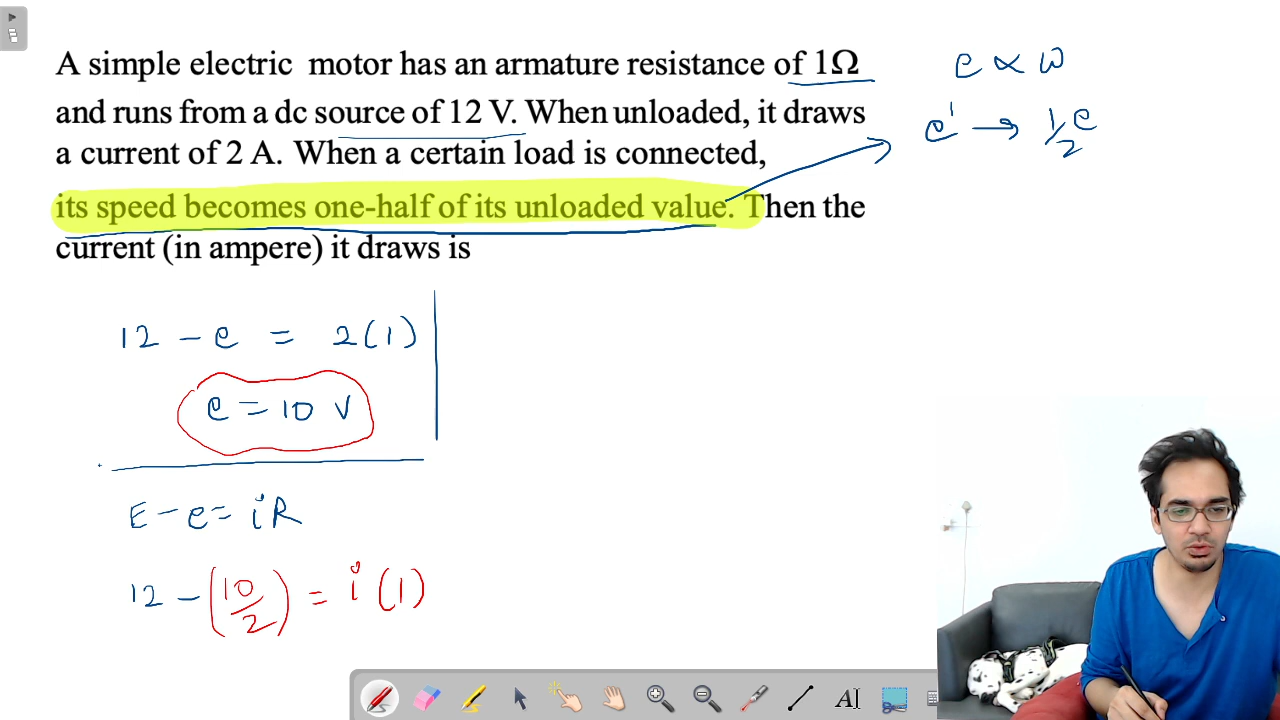 A simple electric motor has an armature resistance of 1Ω
and runs from a dc source of 12 V. When unloaded, it draws
a current of 2 A. When a certain load is connected,
its speed becomes one-half of its unloaded value. Then the
current (in ampere) it draws is
e ∝ ω
e' → 1/2 e
12 - e = 2(1)
e = 10 V
E - e = iR
12 - (10/2) = i (1)
AI